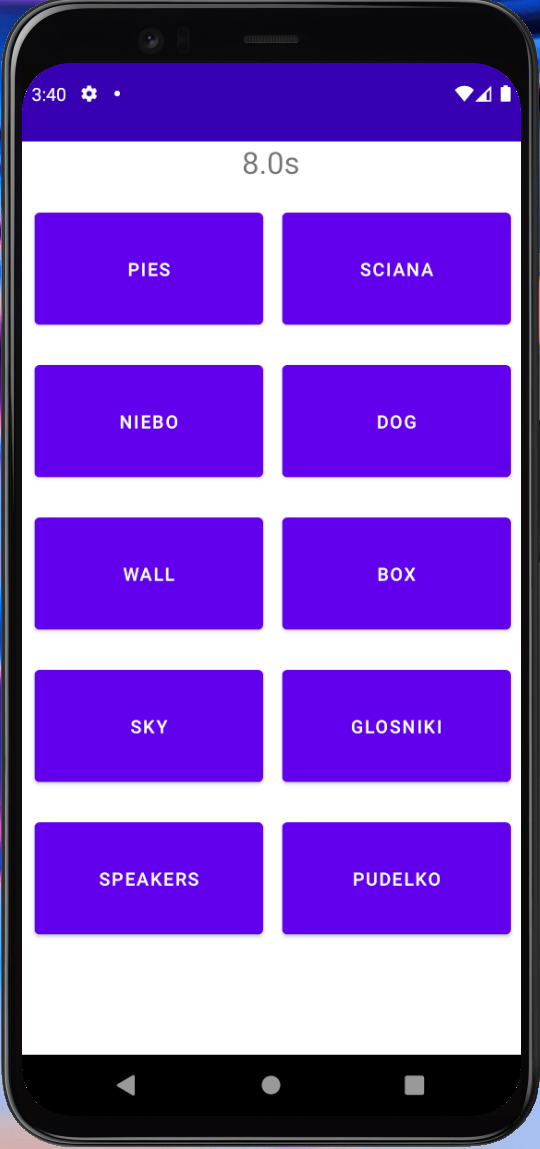 3:40
8.0s
PIES SCIANA
NIEBO DOG
WALL BOX
SKY GLOSNIKI
SPEAKERS PUDELKO